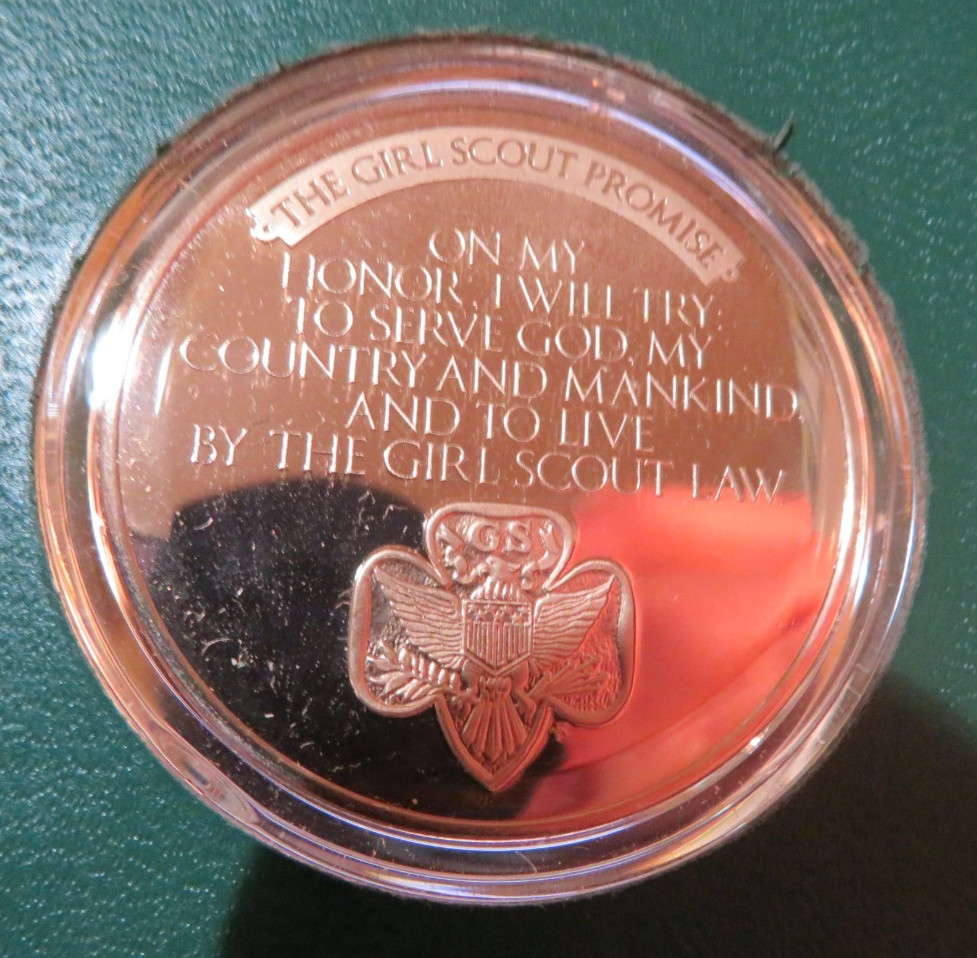 THE GIRL SCOUT PROMISE
ON MY
HONOR, I WILL TRY
TO SERVE GOD, MY
COUNTRY AND MANKIND,
AND TO LIVE
BY THE GIRL SCOUT LAW
GS